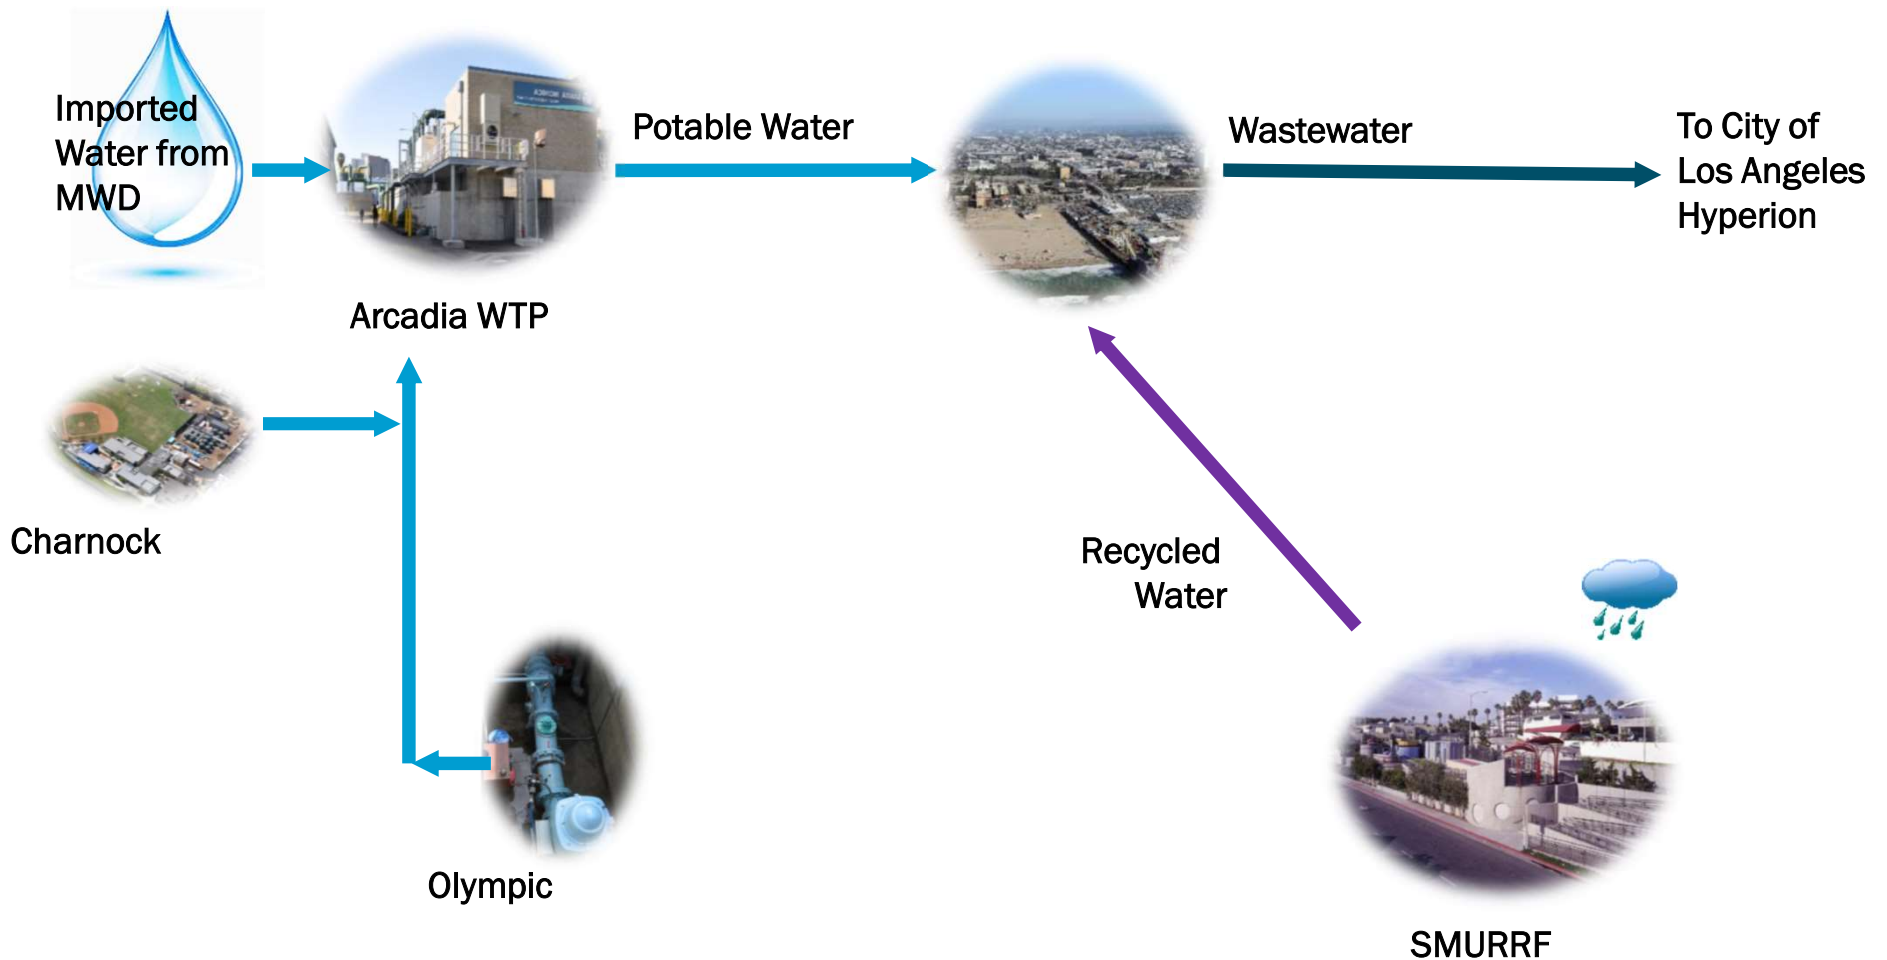 Imported
Water from
MWD
Potable Water
Wastewater
To City of
Los Angeles
Hyperion
Arcadia WTP
Charnock
Recycled
Water
Olympic
SMURRF